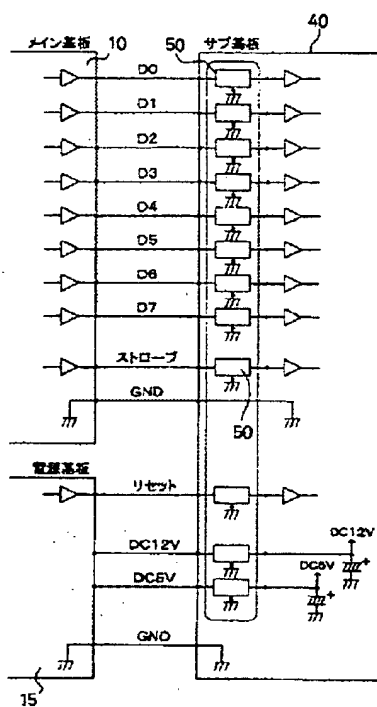 メイン基板
10
50
サブ基板
40
D0
D1
D2
D3
D4
D5
D6
D7
ストローブ
50
GND
電源基板
リセット
DC12V
DC12V
DC5V
DC5V
GND
15